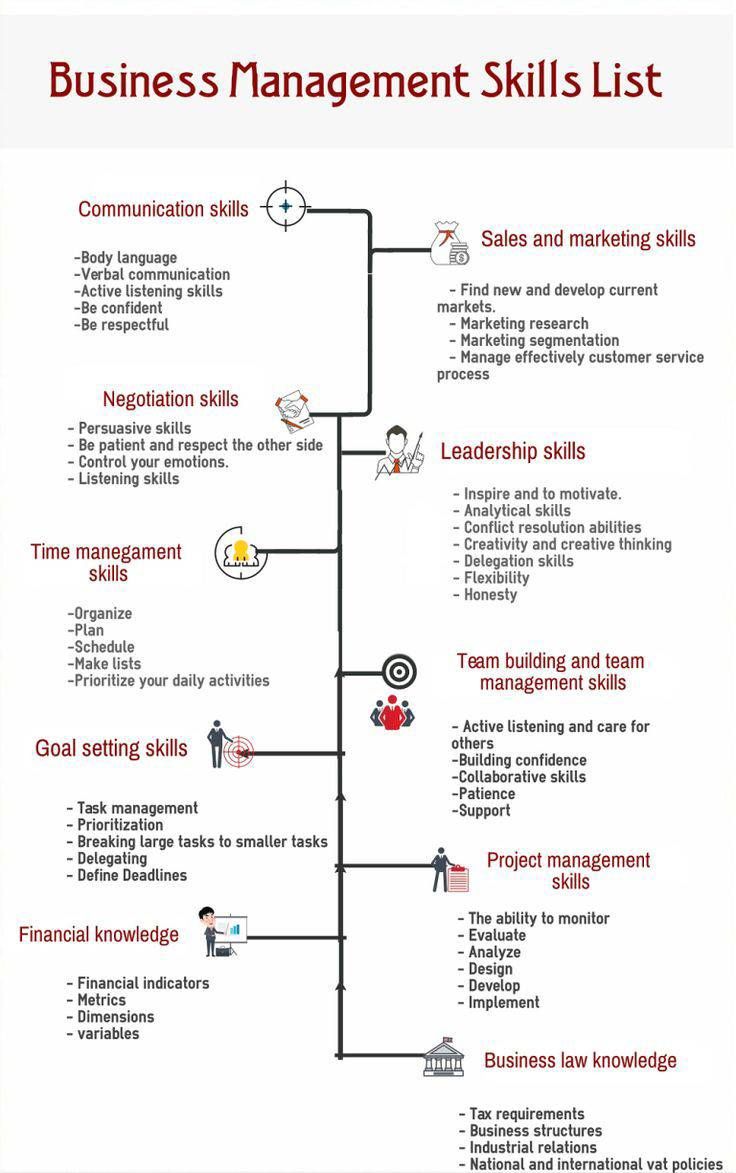 Business Management Skills List
Communication skills
-Body language
-Verbal communication
-Active listening skills
-Be confident
-Be respectful
Sales and marketing skills
- Find new and develop current
markets.
- Marketing research
- Marketing segmentation
- Manage effectively customer service
process
Negotiation skills
- Persuasive skills
- Be patient and respect the other side
- Control your emotions.
- Listening skills
Leadership skills
- Inspire and to motivate.
- Analytical skills
- Conflict resolution abilities
- Creativity and creative thinking
- Delegation skills
- Flexibility
- Honesty
Time manegament
skills
-Organize
-Plan
-Schedule
-Make lists
-Prioritize your daily activities
Team building and team
management skills
- Active listening and care for
others
-Building confidence
-Collaborative skills
-Patience
-Support
Goal setting skills
- Task management
- Prioritization
- Breaking large tasks to smaller tasks
- Delegating
- Define Deadlines
Project management
skills
- The ability to monitor
- Evaluate
- Analyze
- Design
- Develop
- Implement
Financial knowledge
- Financial indicators
- Metrics
- Dimensions
- variables
Business law knowledge
- Tax requirements
- Business structures
- Industrial relations
- National and international vat policies